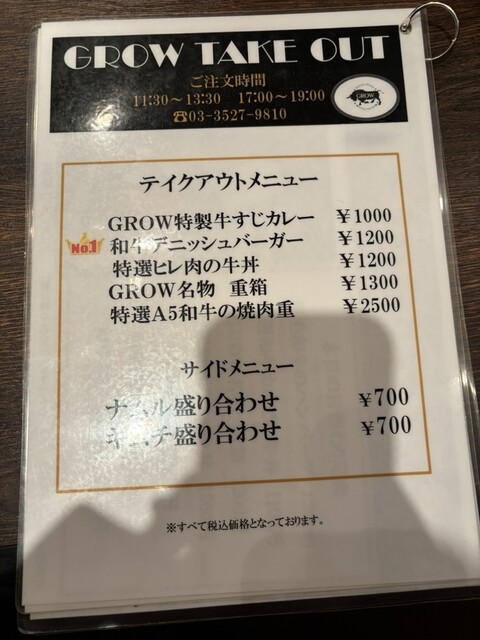 GROW TAKE OUT
ご注文時間
11:30～13:30 17:00～19:00
☎03-3527-9810
GROW
テイクアウトメニュー
GROW特製牛すじカレー ￥1000
No.1 和牛デニッシュバーガー ￥1200
特選ヒレ肉の牛丼 ￥1200
GROW名物 重箱 ￥1300
特選A5和牛の焼肉重 ￥2500
サイドメニュー
ナムル盛り合わせ ￥700
キムチ盛り合わせ ￥700
※すべて税込価格となっております。